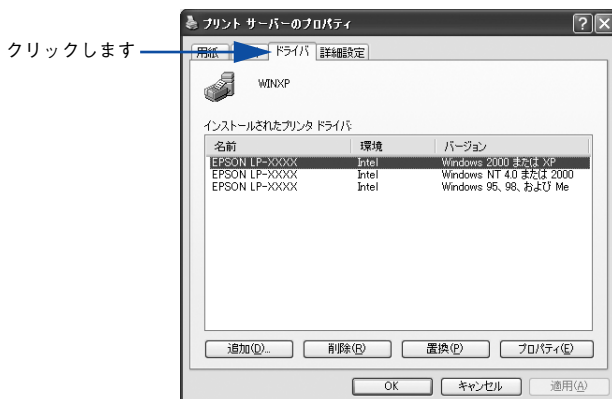 プリント サーバーのプロパティ
クリックします
用紙 ドライバ 詳細設定
WINXP
インストールされたプリンタ ドライバ:
名前 環境 バージョン
EPSON LP-XXXX Intel Windows 2000 または XP
EPSON LP-XXXX Intel Windows NT 4.0 または 2000
EPSON LP-XXXX Intel Windows 95、98、および Me
追加(D)... 削除(R) 置換(P) プロパティ(E)
OK キャンセル 適用(A)